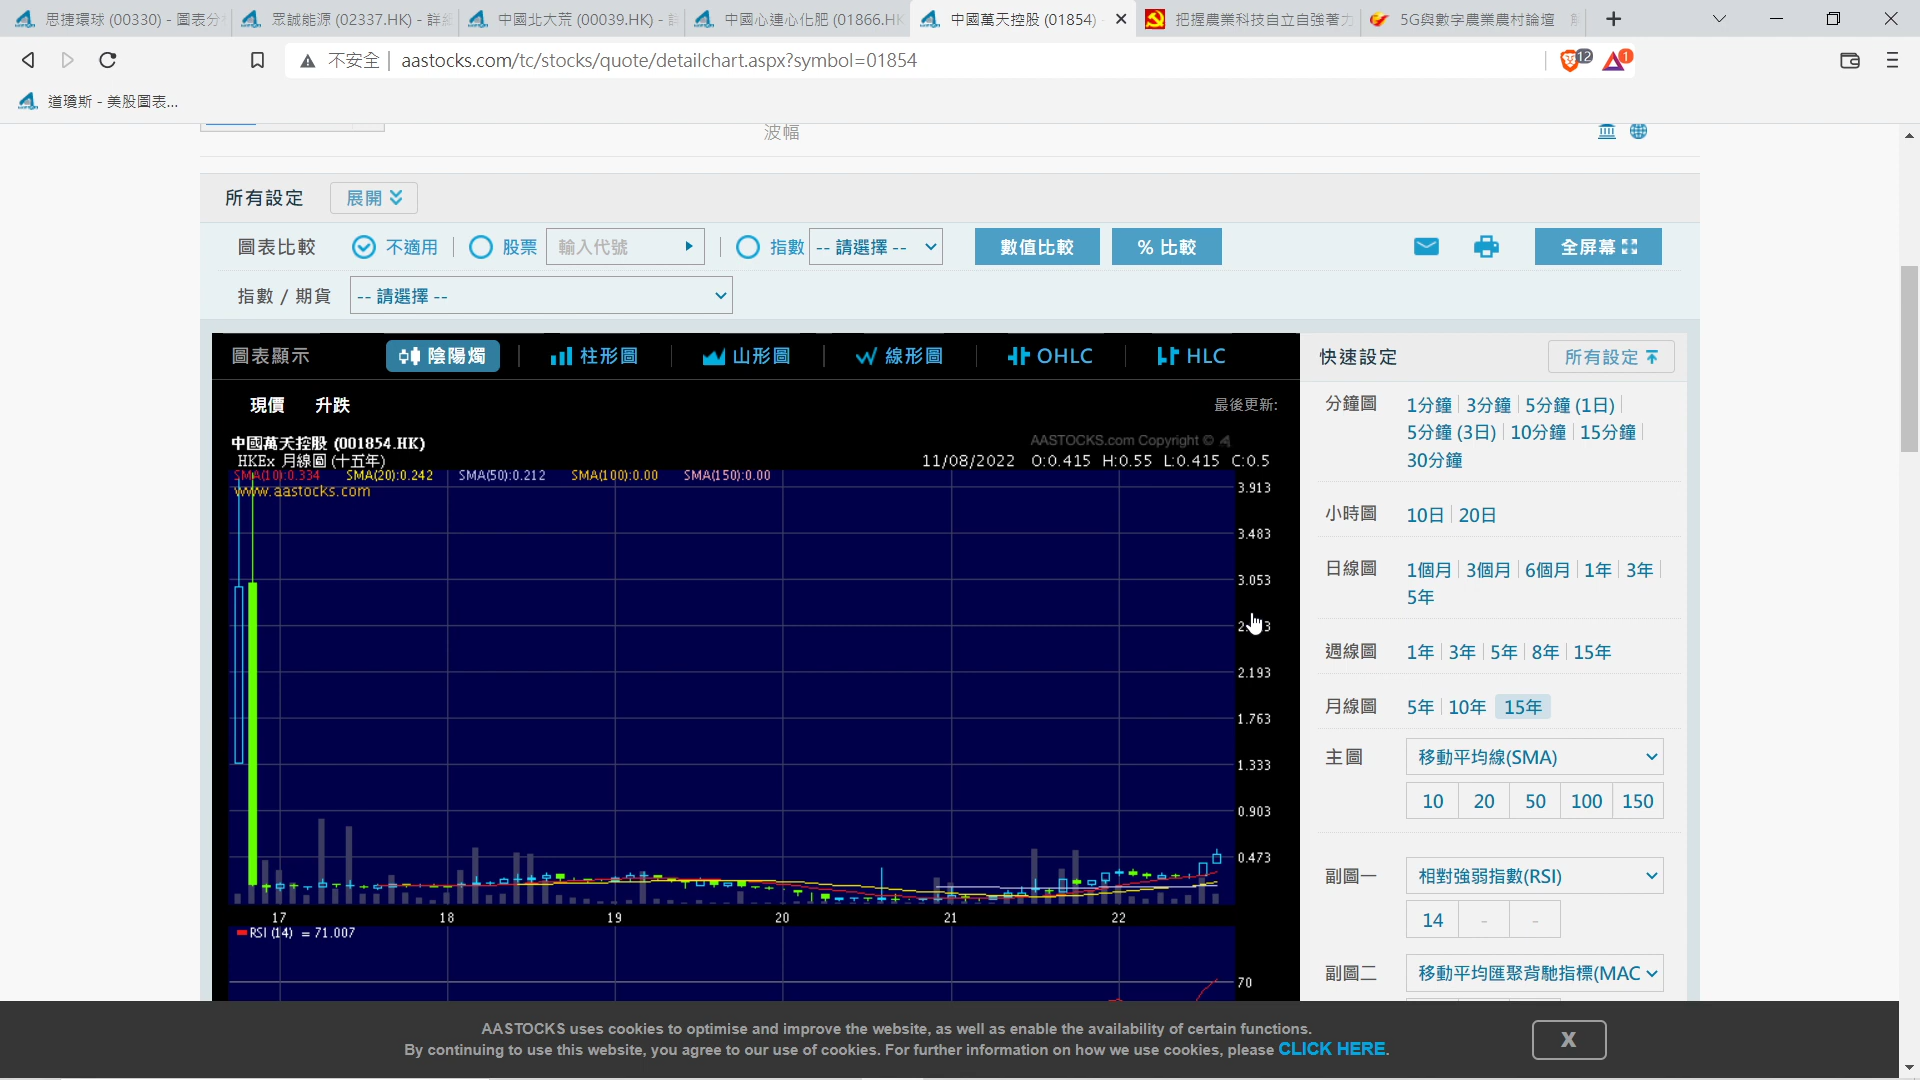 思捷環球 (00330) - 圖表分
眾誠能源 (02337.HK) - 詳
中國北大荒 (00039.HK) -
中國心連心化肥 (01866.HK
中國萬天控股 (01854)
把握農業科技自立自強著力
5G與數字農業農村論壇
不安全
aastocks.com/tc/stocks/quote/detailchart.aspx?symbol=01854
12
1
道瓊斯 - 美股圖表...
波幅
所有設定 展開
圖表比較 不適用 股票 輸入代號 指數 -- 請選擇 -- 數值比較 % 比較 全屏幕
指數 / 期貨 -- 請選擇 --
圖表顯示 陰陽燭 柱形圖 山形圖 線形圖 OHLC HLC
現價 升跌 最後更新:
中國萬天控股 (001854.HK)
AASTOCKS.com Copyright ©
HKEx 月線圖 (十五年)
11/08/2022 O:0.415 H:0.55 L:0.415 C:0.5
SMA(10):0.334 SMA(20):0.242 SMA(50):0.212 SMA(100):0.00 SMA(150):0.00
www.aastocks.com
3.913
3.483
3.053
2.193
1.763
1.333
0.903
0.473
17 18 19 20 21 22
RSI (14) = 71.007
70
快速設定 所有設定
分鐘圖 1分鐘 3分鐘 5分鐘 (1日)
5分鐘 (3日) 10分鐘 15分鐘
30分鐘
小時圖 10日 20日
日線圖 1個月 3個月 6個月 1年 3年
5年
週線圖 1年 3年 5年 8年 15年
月線圖 5年 10年 15年
主圖 移動平均線(SMA)
10 20 50 100 150
副圖一 相對強弱指數(RSI)
14 - -
副圖二 移動平均匯聚背馳指標(MAC
AASTOCKS uses cookies to optimise and improve the website, as well as enable the availability of certain functions.
By continuing to use this website, you agree to our use of cookies. For further information on how we use cookies, please CLICK HERE.
X